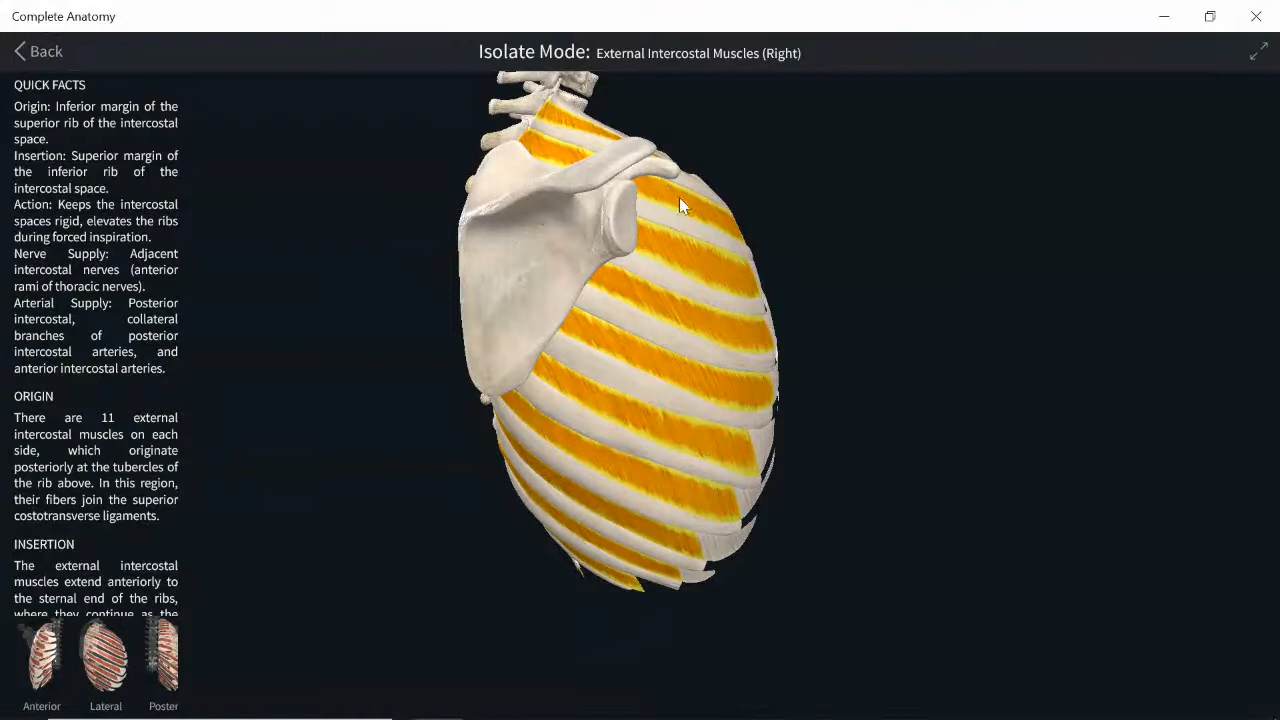 Complete Anatomy
Back
Isolate Mode: External Intercostal Muscles (Right)
QUICK FACTS
Origin: Inferior margin of the
superior rib of the intercostal
space.
Insertion: Superior margin of
the inferior rib of the
intercostal space.
Action: Keeps the intercostal
spaces rigid, elevates the ribs
during forced inspiration.
Nerve Supply: Adjacent
intercostal nerves (anterior
rami of thoracic nerves).
Arterial Supply: Posterior
intercostal, collateral
branches of posterior
intercostal arteries, and
anterior intercostal arteries.
ORIGIN
There are 11 external
intercostal muscles on each
side, which originate
posteriorly at the tubercles of
the rib above. In this region,
their fibers join the superior
costotransverse ligaments.
INSERTION
The external intercostal
muscles extend anteriorly to
the sternal end of the ribs,
where they continue as the
Anterior
Lateral
Poster